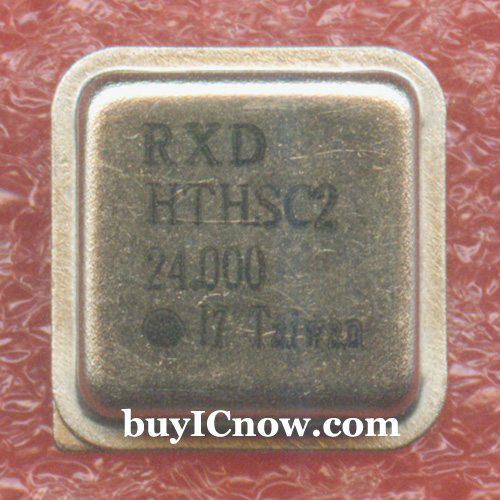 RXD
HTHSC2
24.000
17 Taiwan
buyICnow.com